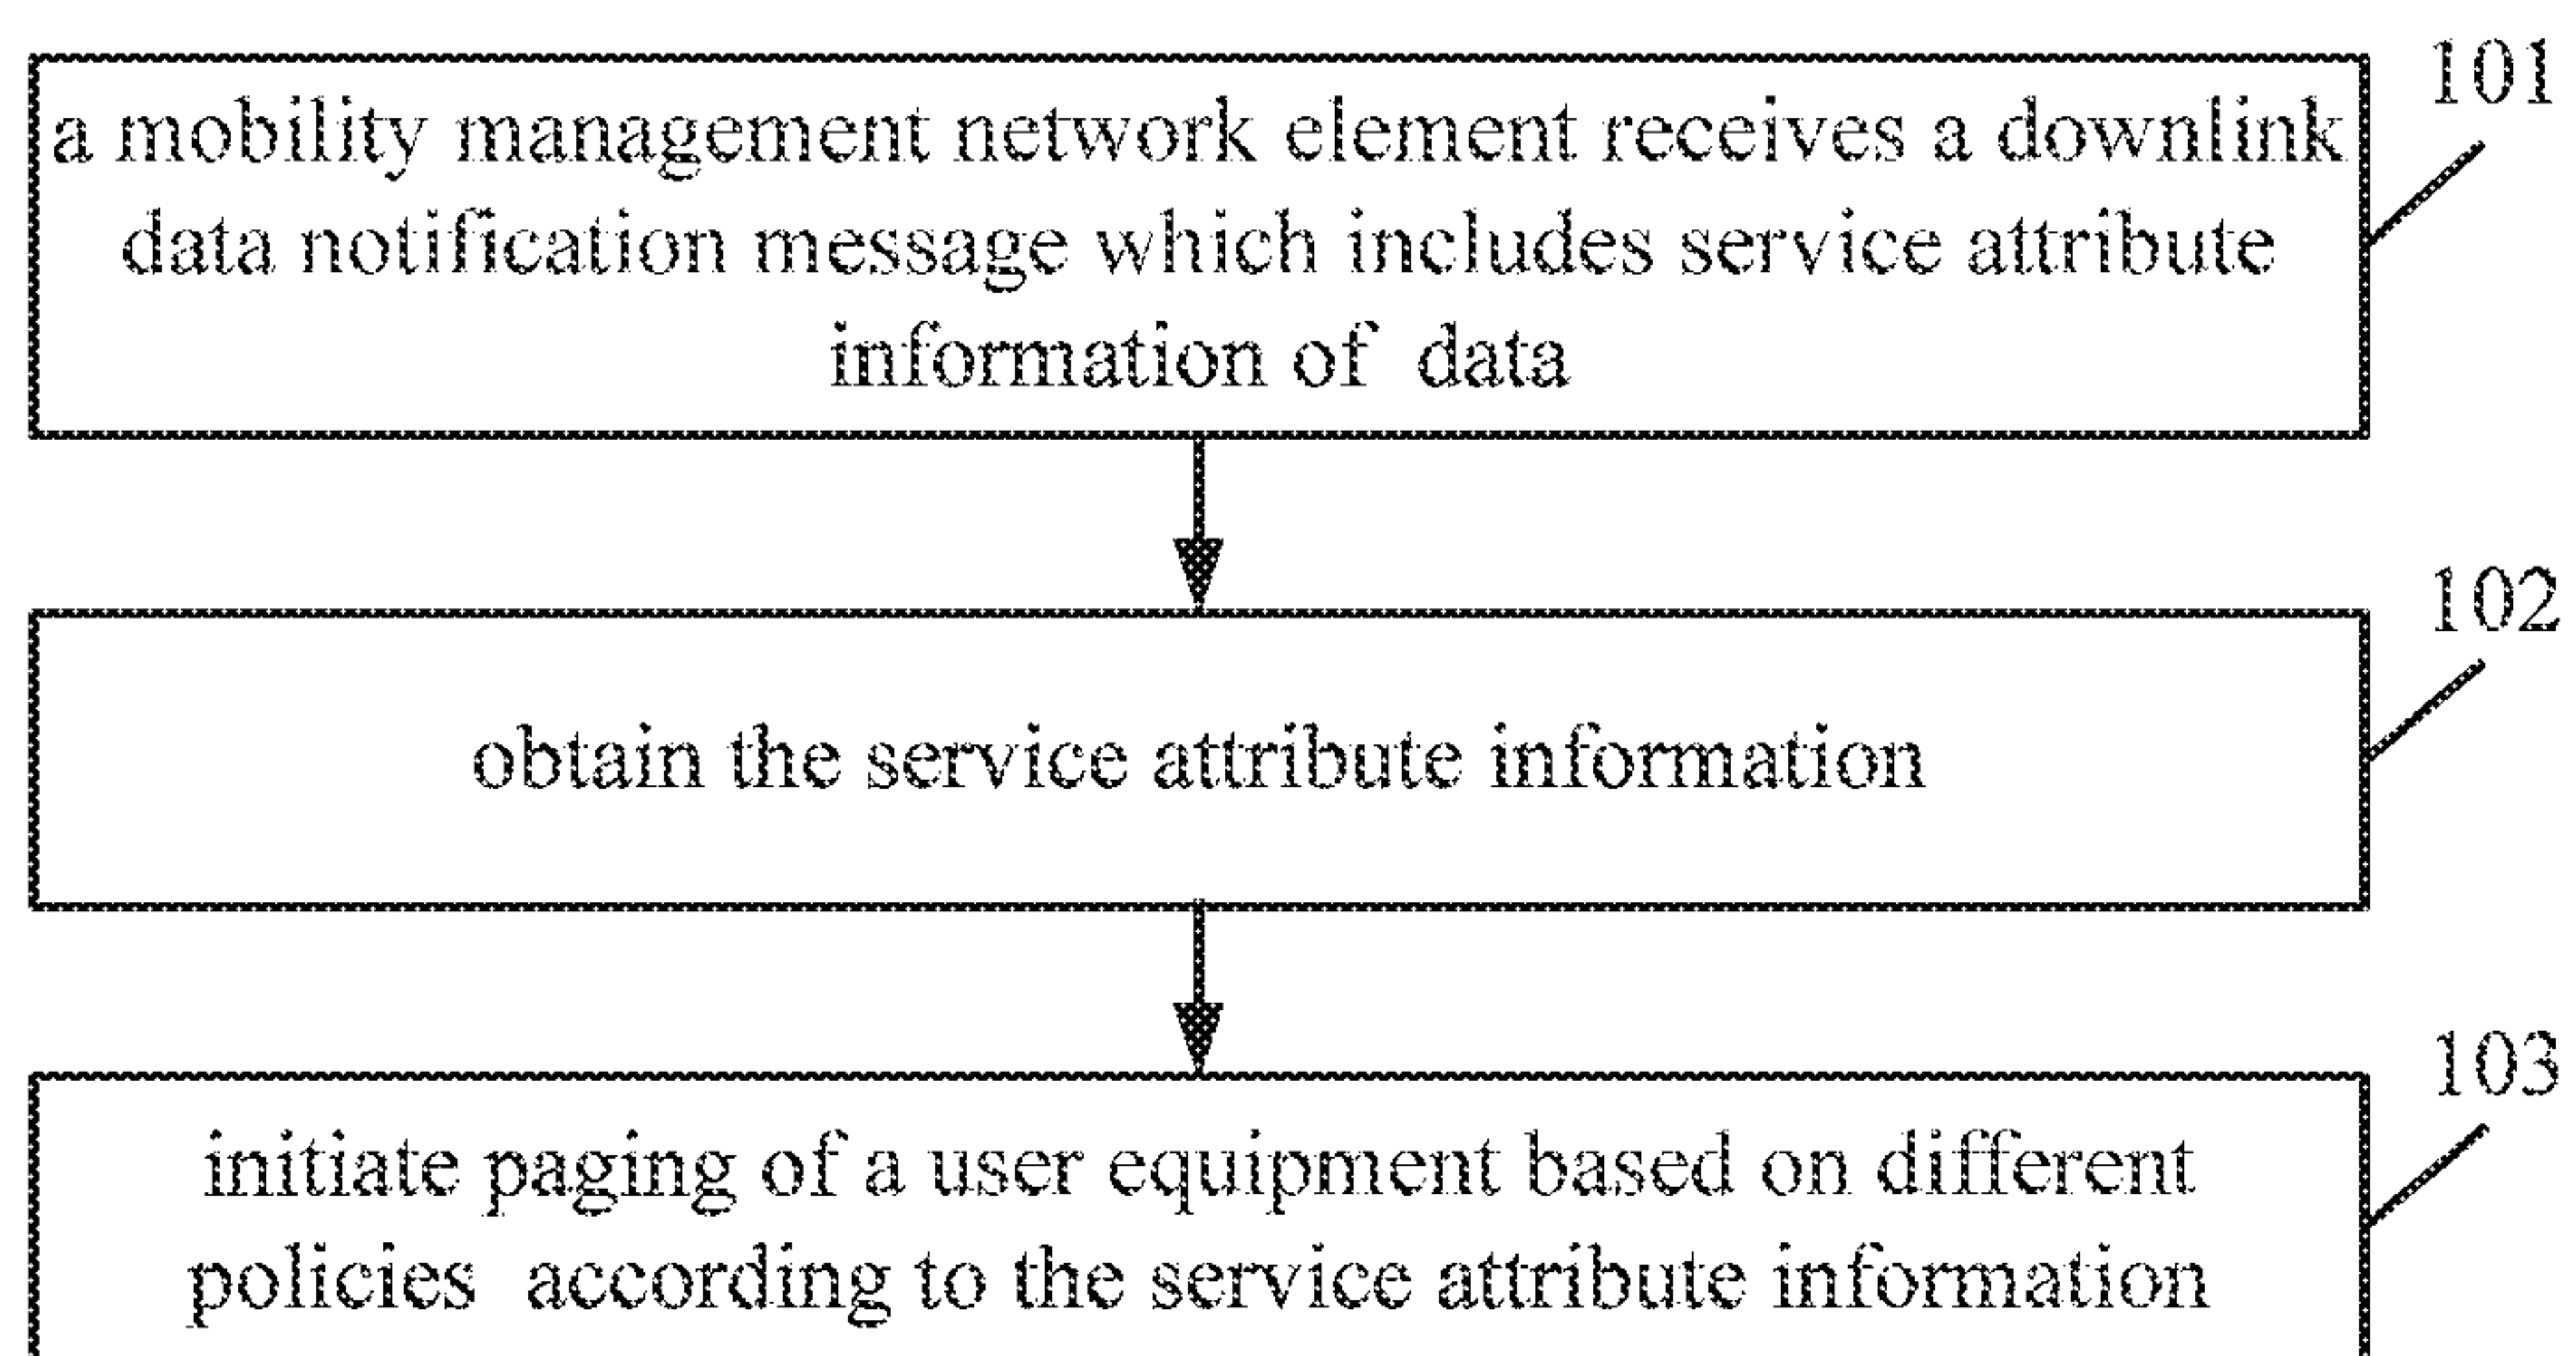 101
a mobility management network element receives a downlink
data notification message which includes service attribute
information of data
102
obtain the service attribute information
103
initiate paging of a user equipment based on different
policies according to the service attribute information